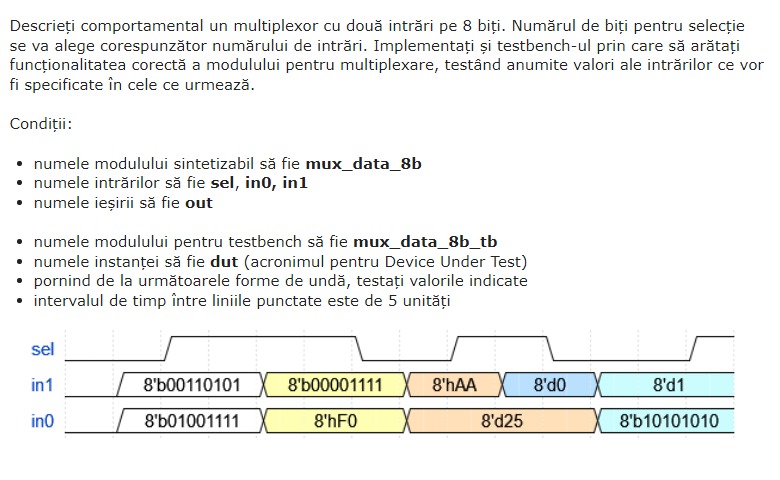 Descrieți comportamental un multiplexor cu două intrări pe 8 biți. Numărul de biți pentru selecție
se va alege corespunzător numărului de intrări. Implementați și testbench-ul prin care să arătați
funcționalitatea corectă a modulului pentru multiplexare, testând anumite valori ale intrărilor ce vor
fi specificate în cele ce urmează.
Condiții:
• numele modulului sintetizabil să fie mux_data_8b
• numele intrărilor să fie sel, in0, in1
• numele ieșirii să fie out
• numele modulului pentru testbench să fie mux_data_8b_tb
• numele instanței să fie dut (acronimul pentru Device Under Test)
• pornind de la următoarele forme de undă, testați valorile indicate
• intervalul de timp între liniile punctate este de 5 unități
sel
in1 8'b00110101 8'b00001111 8'hAA 8'd0 8'd1
in0 8'b01001111 8'hF0 8'd25 8'b10101010